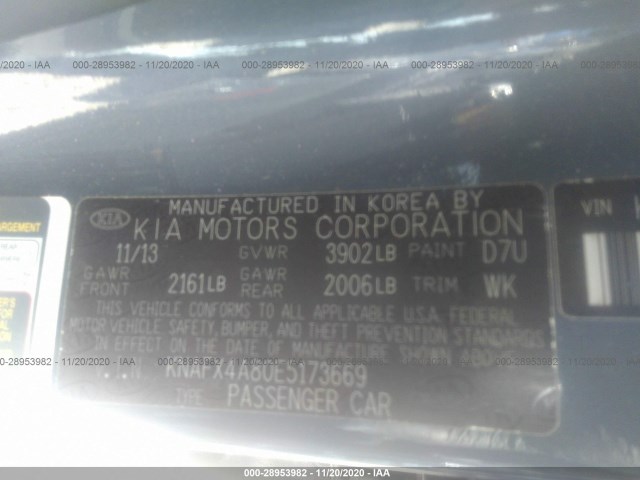 000-28953982 - 11/20/2020 - IAA
MANUFACTURED IN KOREA BY
KIA KIA MOTORS CORPORATION
11/13 GVWR 3902LB PAINT D7U
GAWR FRONT 2161LB GAWR REAR 2006LB TRIM WK
THIS VEHICLE CONFORMS TO ALL APPLICABLE U.S.A. FEDERAL
MOTOR VEHICLE SAFETY, BUMPER, AND THEFT PREVENTION STANDARDS
IN EFFECT ON THE DATE OF MANUFACTURE SHOWN
KNAFX4A80E5173669
TYPE PASSENGER CAR
VIN
000-28953982 - 11/20/2020 - IAA